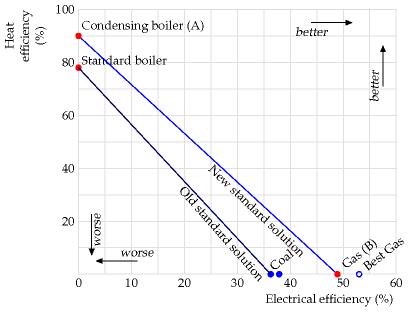 Heat
efficiency
(%)
100
80
60
40
20
Condensing boiler (A)
Standard boiler
better
better
New standard solution
Old standard solution
worse
worse
Coal
Gas (B)
Best Gas
0
10
20
30
40
50
60
Electrical efficiency (%)